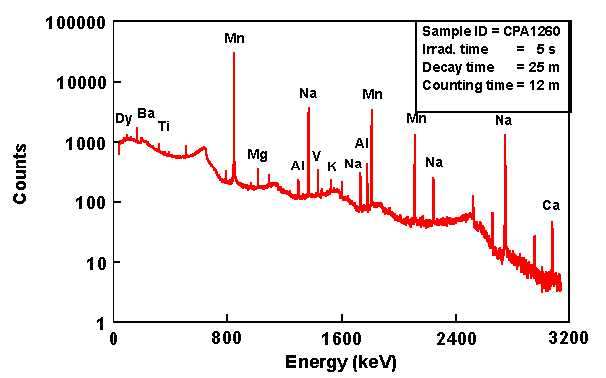 100000
10000
1000
100
10
1
Counts
Sample ID = CPA1260
Irrad. time = 5 s
Decay time = 25 m
Counting time = 12 m
Mn
Na
Mn
Mn
Na
Dy
Ba
Ti
Mg
Al
V
K
Na
Al
Na
Ca
0
800
1600
2400
3200
Energy (keV)